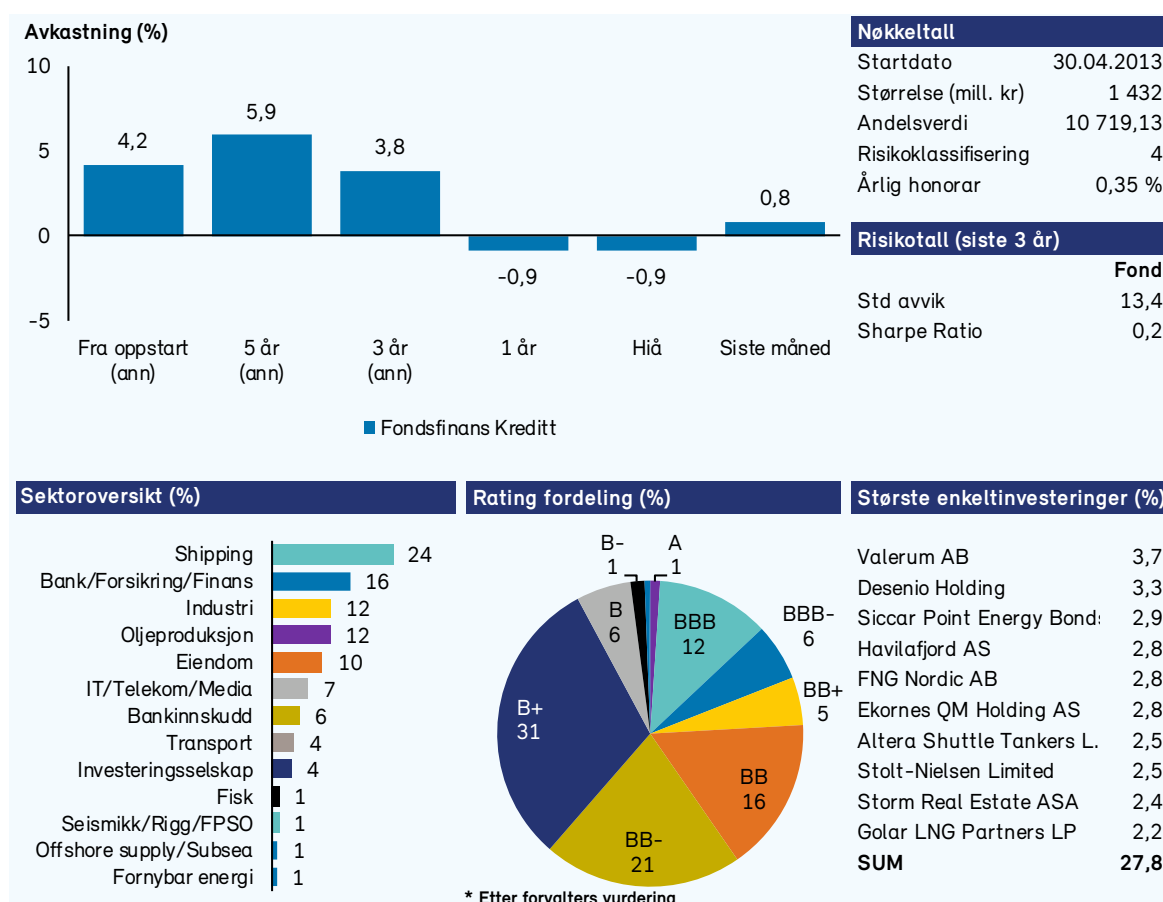 Avkastning (%)
10
5
0
-5
4,2
5,9
3,8
-0,9
-0,9
0,8
Fra oppstart (ann)
5 år (ann)
3 år (ann)
1 år
Hiå
Siste måned
Fondsfinans Kreditt
Nøkkeltall
Startdato 30.04.2013
Størrelse (mill. kr) 1 432
Andelsverdi 10 719,13
Risikoklassifisering 4
Årlig honorar 0,35 %
Risikotall (siste 3 år)
Fond
Std avvik 13,4
Sharpe Ratio 0,2
Sektoroversikt (%)
Shipping 24
Bank/Forsikring/Finans 16
Industri 12
Oljeproduksjon 12
Eiendom 10
IT/Telekom/Media 7
Bankinnskudd 6
Transport 4
Investeringsselskap 4
Fisk 1
Seismikk/Rigg/FPSO 1
Offshore supply/Subsea 1
Fornybar energi 1
Rating fordeling (%)
A
1
BBB
12
BBB-
6
BB+
5
BB
16
BB-
21
B+
31
B
6
B-
1
* Etter forvalters vurdering
Største enkeltinvesteringer (%)
Valerum AB 3,7
Desenio Holding 3,3
Siccar Point Energy Bonds 2,9
Havilafjord AS 2,8
FNG Nordic AB 2,8
Ekornes QM Holding AS 2,8
Altera Shuttle Tankers L. 2,5
Stolt-Nielsen Limited 2,5
Storm Real Estate ASA 2,4
Golar LNG Partners LP 2,2
SUM 27,8